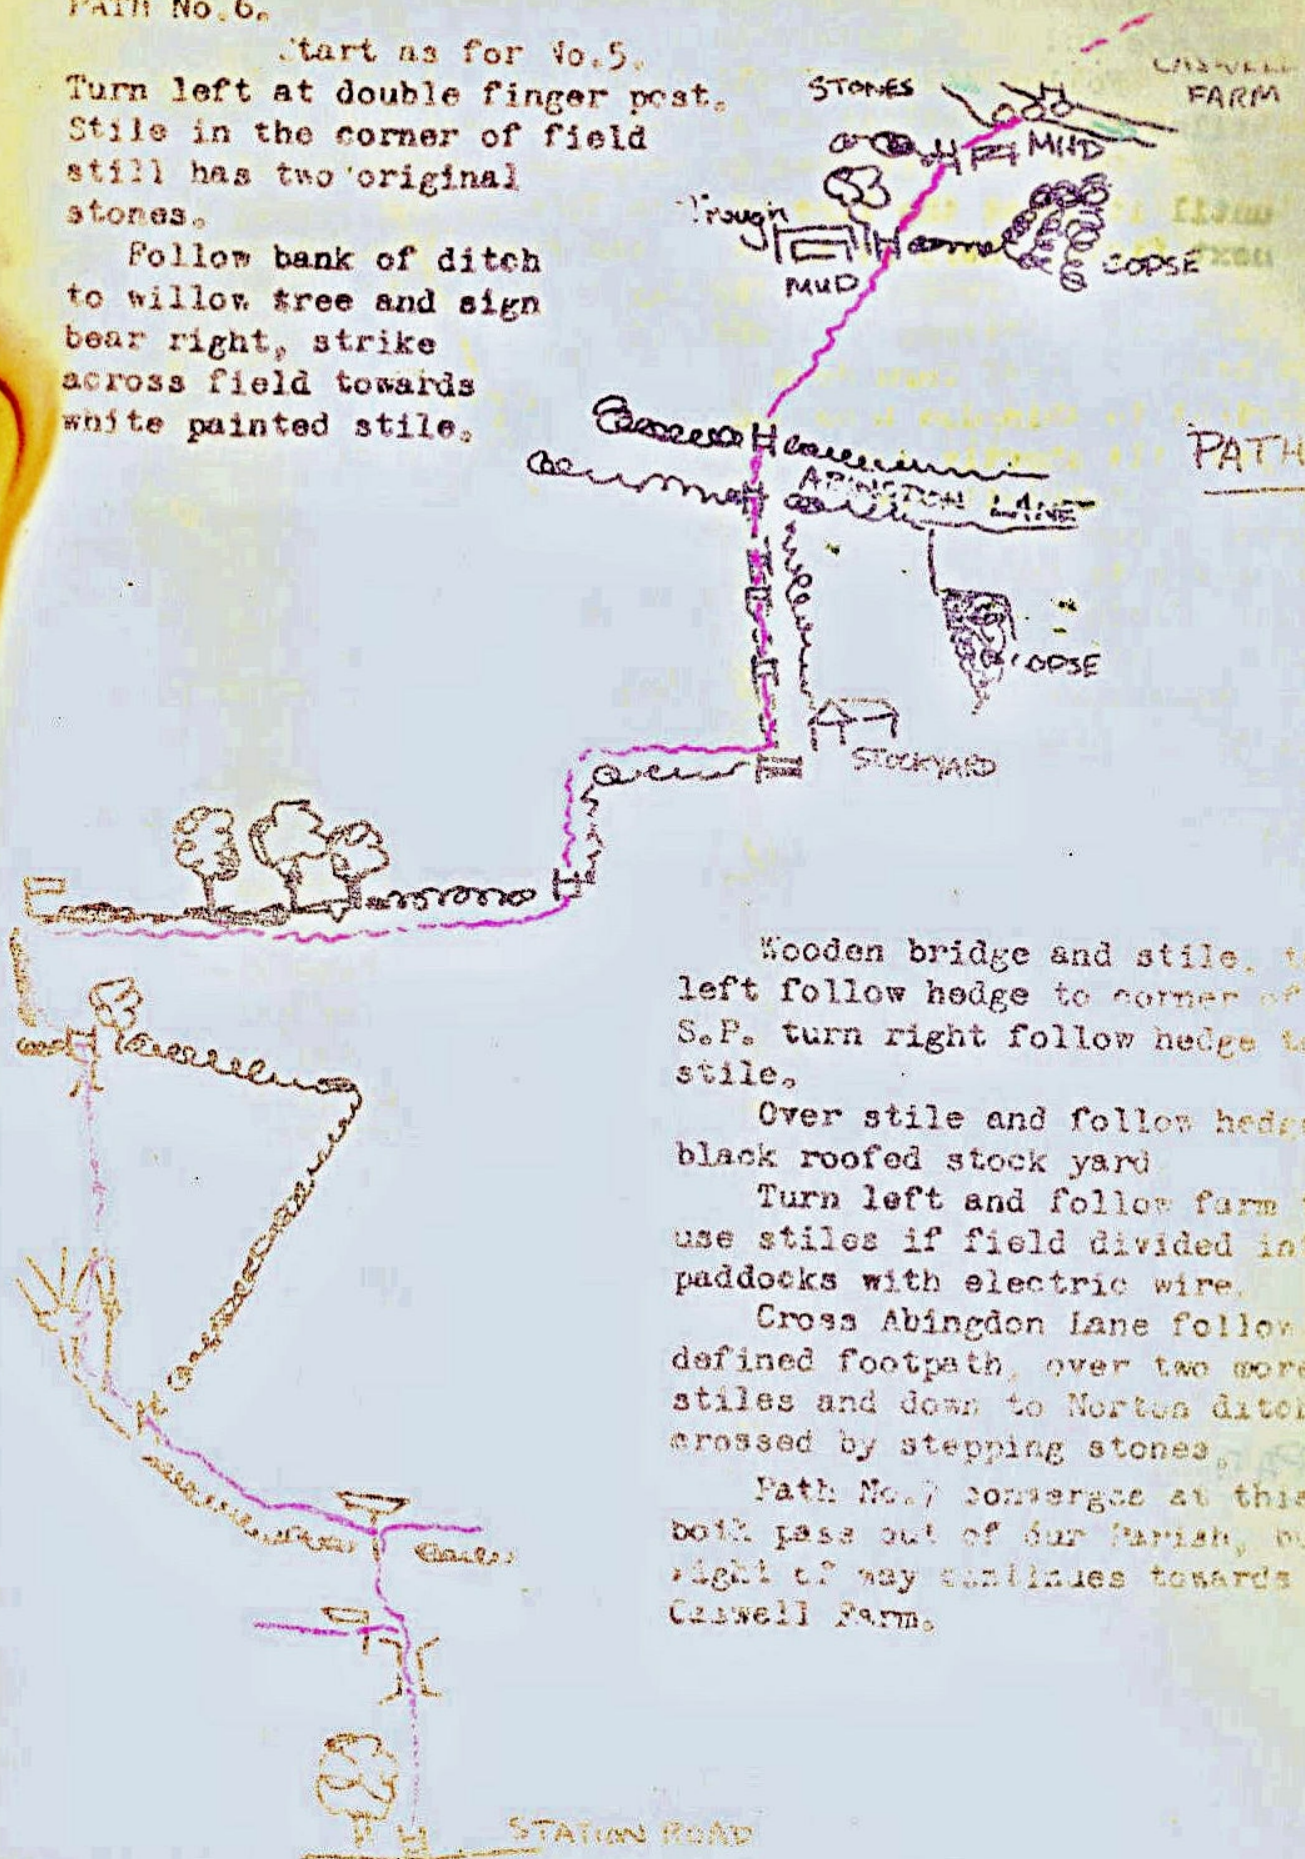 PATH No.6.
Start as for No.5.
Turn left at double finger post.
Stile in the corner of field
still has two original
stones.
Follow bank of ditch
to willow tree and sign
bear right, strike
across field towards
white painted stile.
CASWELL
FARM
STONES
MUD
Trough
MUD
COPSE
PATH
ABINGDON LANE
COPSE
STOCKYARD
Wooden bridge and stile.
left follow hedge to corner of
S.P. turn right follow hedge
stile.
Over stile and follow hedge
black roofed stock yard
Turn left and follow farm
use stiles if field divided
paddocks with electric wire.
Cross Abingdon Lane follow
defined footpath, over two more
stiles and down to Norton ditch
crossed by stepping stones.
Path No.7 converges at this
both pass out of our Parish,
right of way continues towards
Caswell Farm.
STATION ROAD